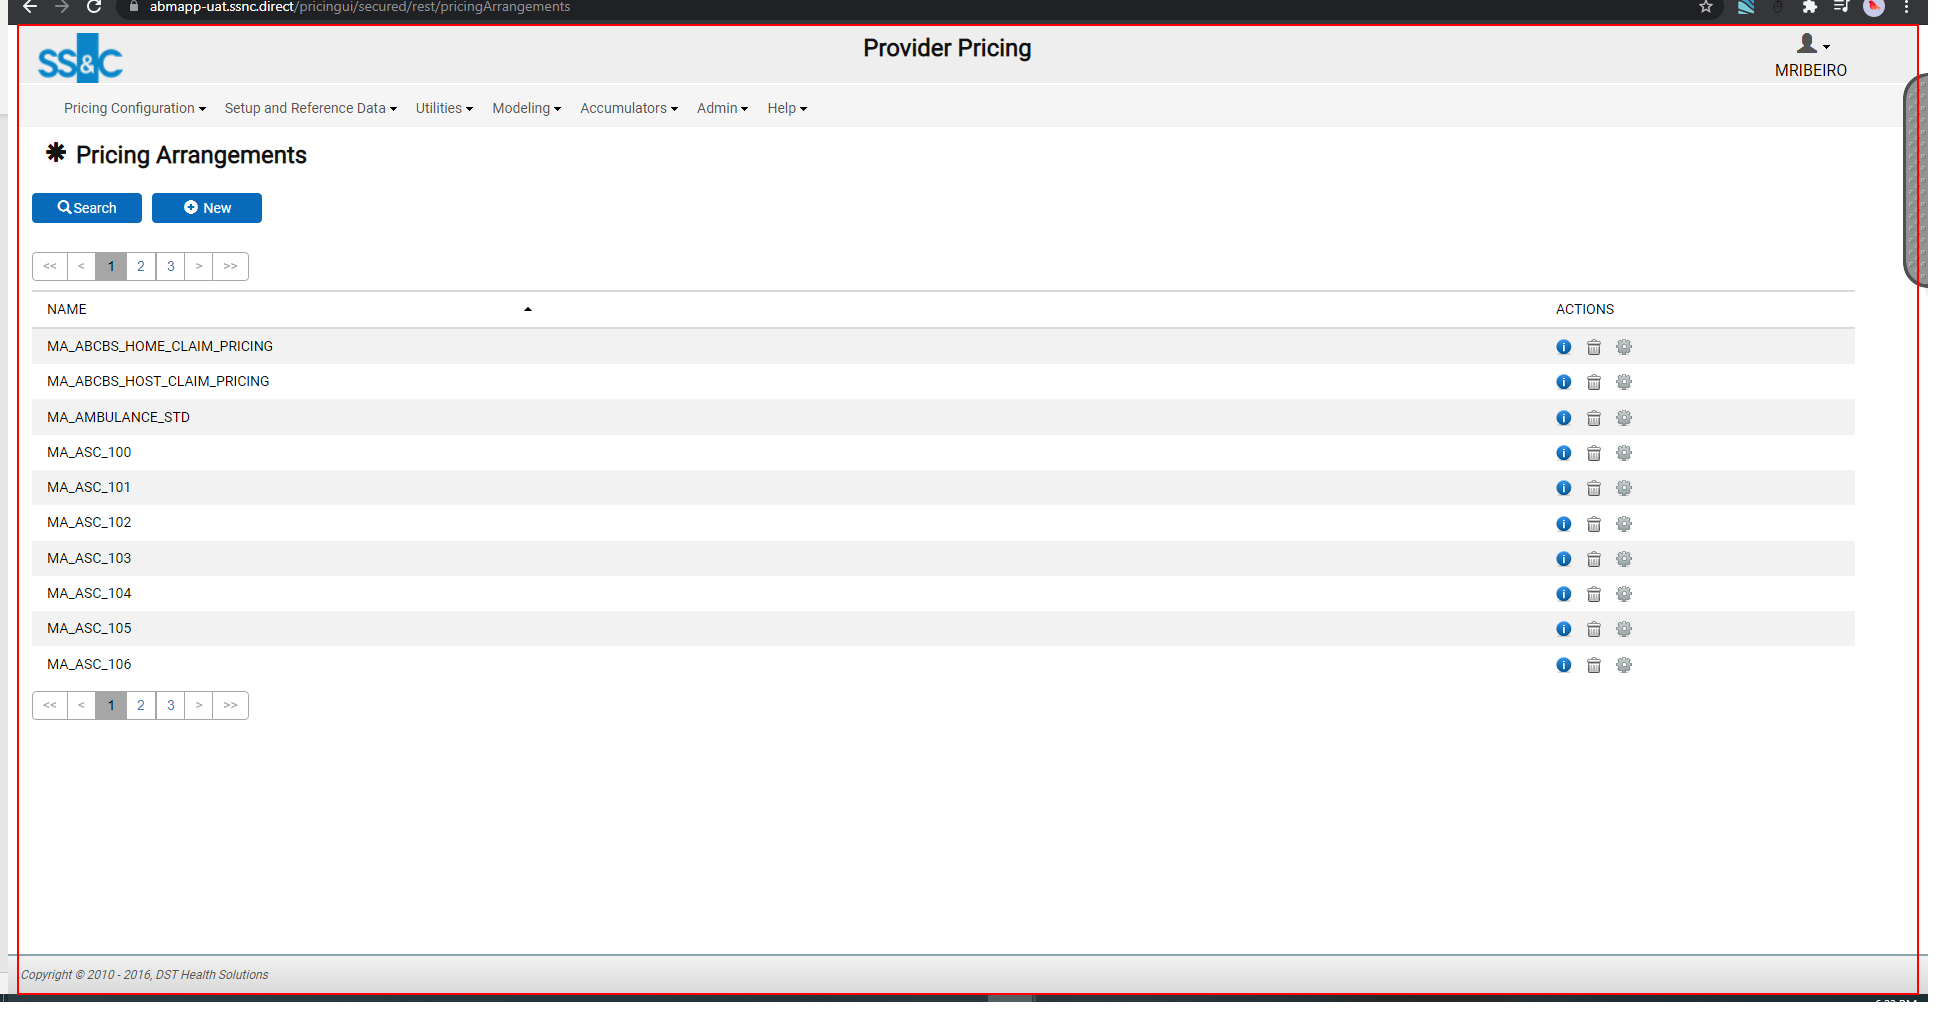 abmapp-uat.ssnc.direct/pricingui/secured/rest/pricingArrangements
SS&C
Provider Pricing
MRIBEIRO
Pricing Configuration Setup and Reference Data Utilities Modeling Accumulators Admin Help
Pricing Arrangements
Search New
<< < 1 2 3 > >>
NAME ACTIONS
MA_ABCBS_HOME_CLAIM_PRICING
MA_ABCBS_HOST_CLAIM_PRICING
MA_AMBULANCE_STD
MA_ASC_100
MA_ASC_101
MA_ASC_102
MA_ASC_103
MA_ASC_104
MA_ASC_105
MA_ASC_106
<< < 1 2 3 > >>
Copyright © 2010 - 2016, DST Health Solutions